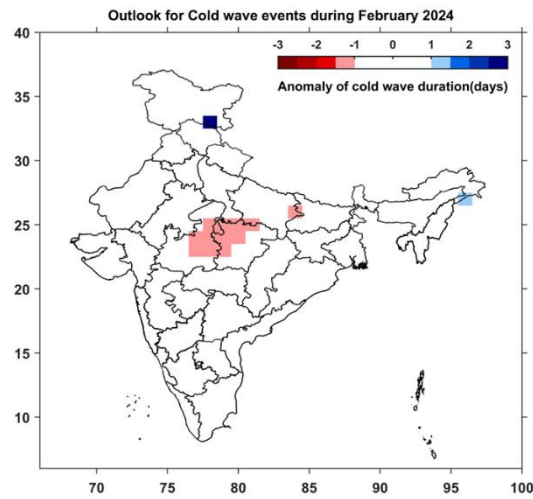 Outlook for Cold wave events during February 2024
-3 -2 -1 0 1 2 3
Anomaly of cold wave duration(days)
40
35
30
25
20
15
10
70 75 80 85 90 95 100